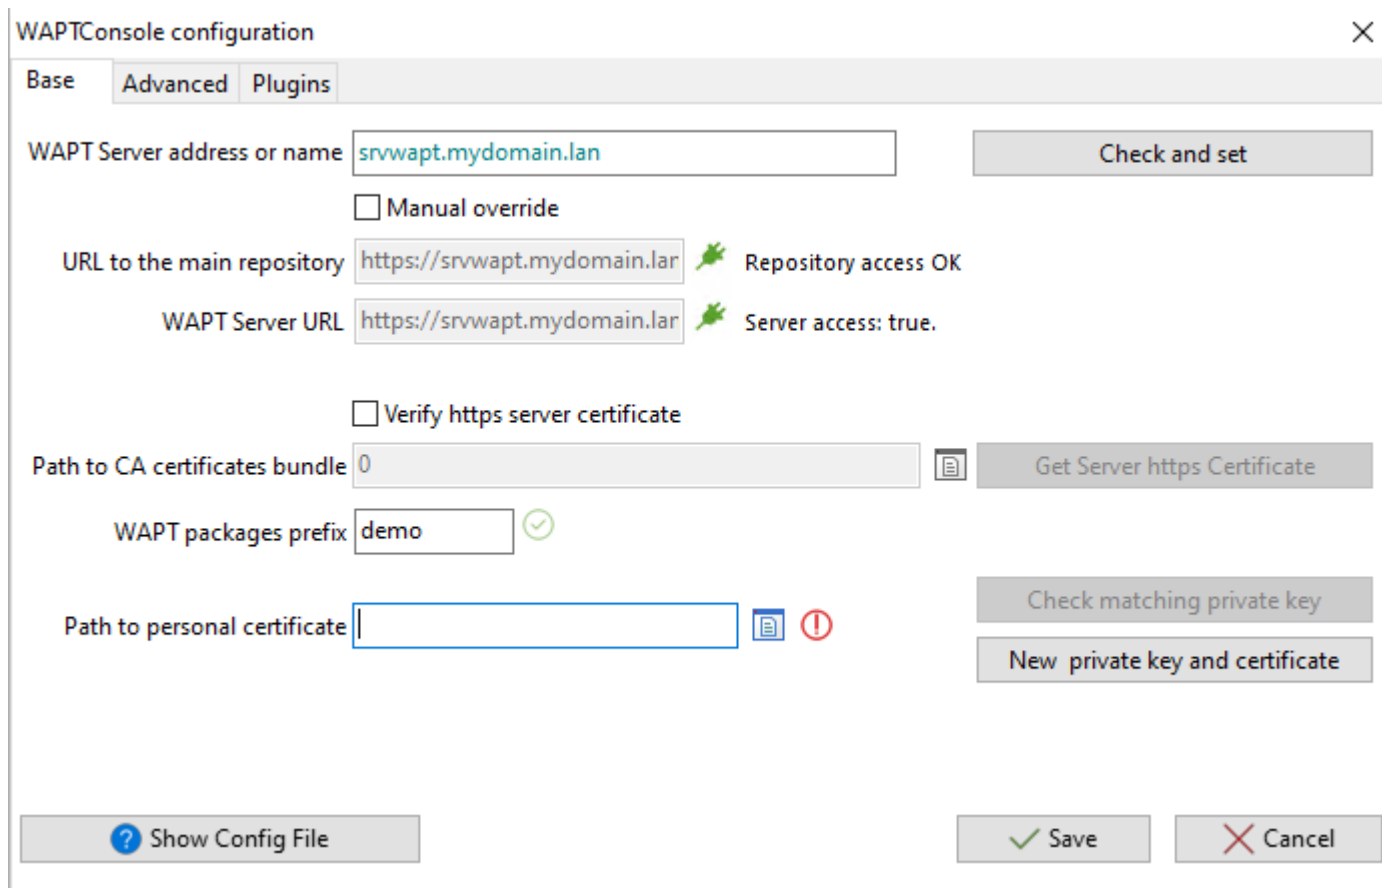 WAPTConsole configuration
Base Advanced Plugins
WAPT Server address or name srvwapt.mydomain.lan Check and set
Manual override
URL to the main repository https://srvwapt.mydomain.lan Repository access OK
WAPT Server URL https://srvwapt.mydomain.lan Server access: true.
Verify https server certificate
Path to CA certificates bundle 0 Get Server https Certificate
WAPT packages prefix demo
Check matching private key
Path to personal certificate
New private key and certificate
Show Config File Save Cancel